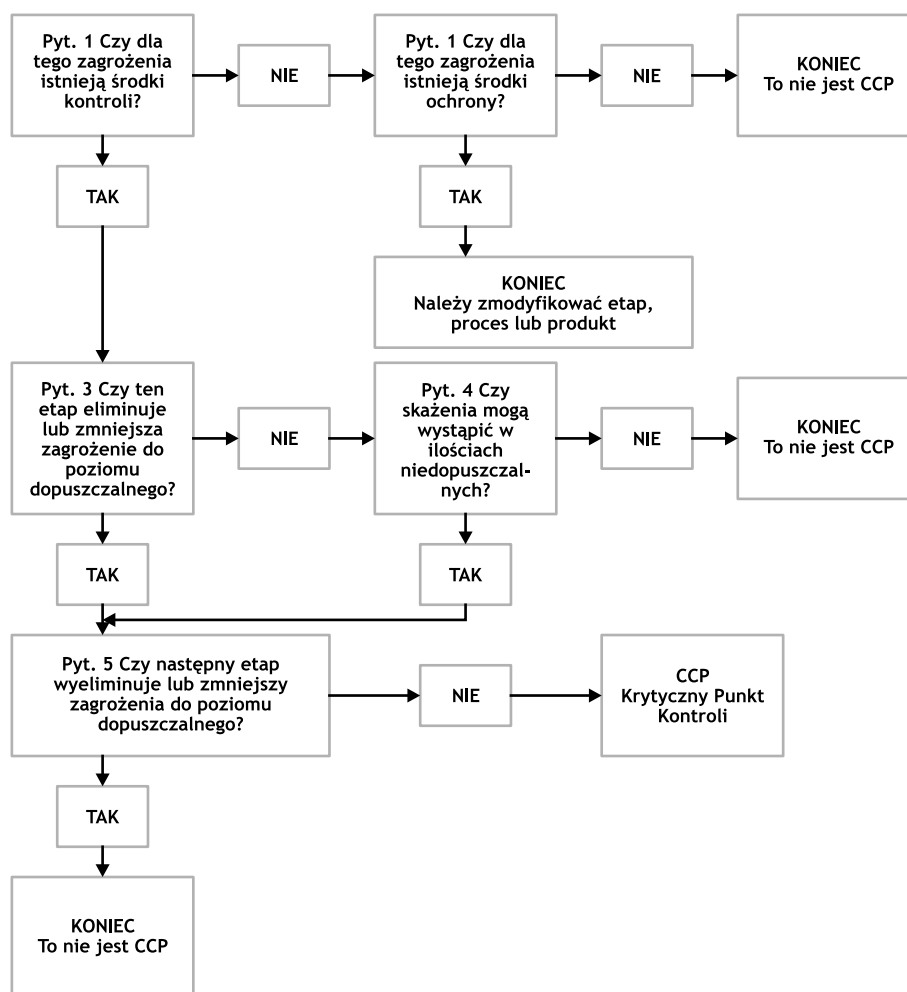 Pyt. 1 Czy dla
tego zagrożenia
istnieją środki
kontroli?
NIE
Pyt. 1 Czy dla
tego zagrożenia
istnieją środki
ochrony?
NIE
KONIEC
To nie jest CCP
TAK
TAK
KONIEC
Należy zmodyfikować etap,
proces lub produkt
Pyt. 3 Czy ten
etap eliminuje
lub zmniejsza
zagrożenie do
poziomu
dopuszczalnego?
NIE
Pyt. 4 Czy
skażenia mogą
wystąpić w
ilościach
niedopuszczal-
nych?
NIE
KONIEC
To nie jest CCP
TAK
TAK
Pyt. 5 Czy następny etap
wyeliminuje lub zmniejszy
zagrożenia do poziomu
dopuszczalnego?
NIE
CCP
Krytyczny Punkt
Kontroli
TAK
KONIEC
To nie jest CCP